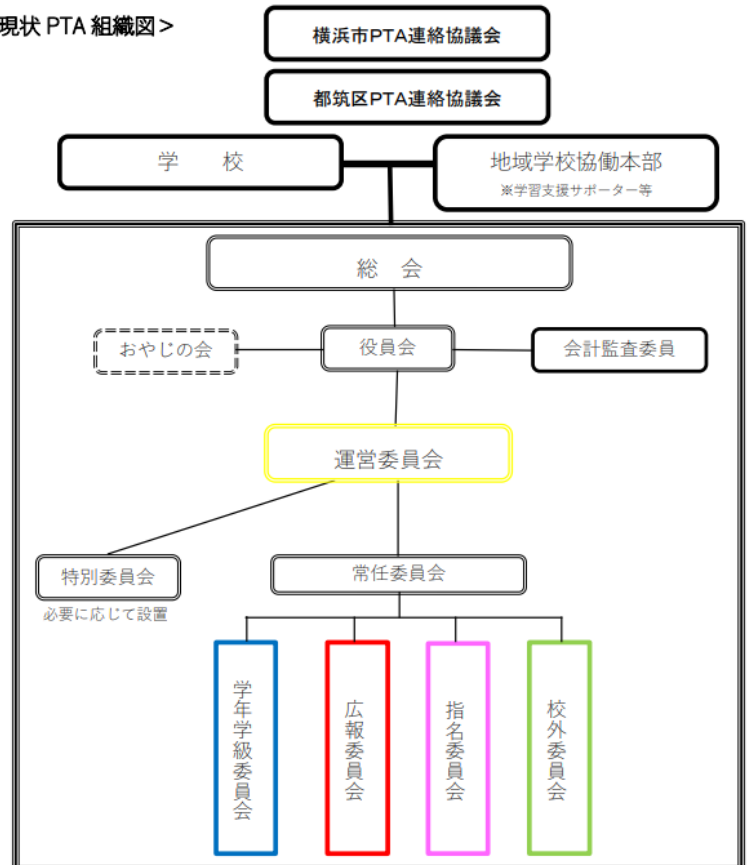 現状 PTA 組織図＞
横浜市PTA連絡協議会
都筑区PTA連絡協議会
学　校
地域学校協働本部
※学習支援サポーター等
総　会
おやじの会
役員会
会計監査委員
運営委員会
特別委員会
必要に応じて設置
常任委員会
学年学級委員会
広報委員会
指名委員会
校外委員会